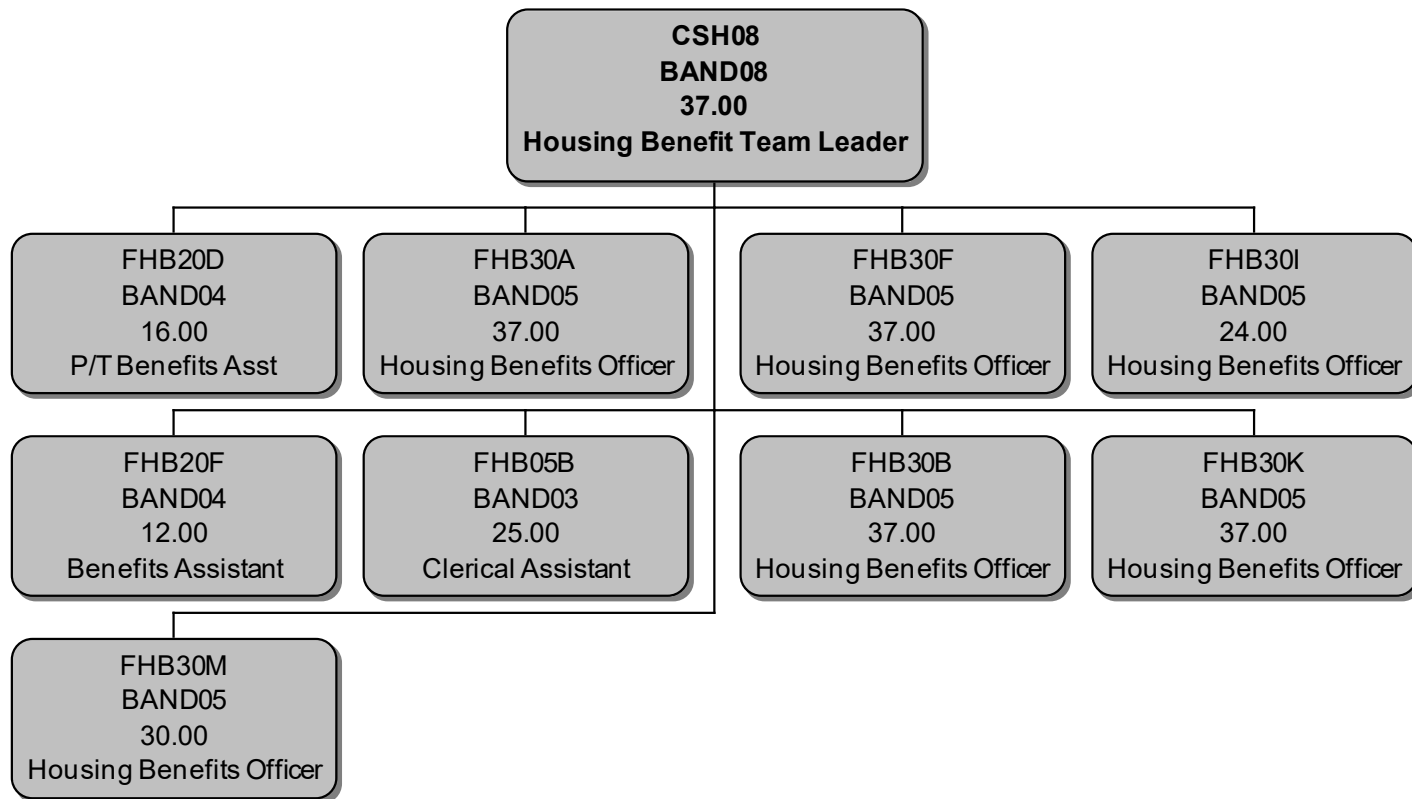 CSH08
BAND08
37.00
Housing Benefit Team Leader
FHB20D
BAND04
16.00
P/T Benefits Asst
FHB30A
BAND05
37.00
Housing Benefits Officer
FHB30F
BAND05
37.00
Housing Benefits Officer
FHB30I
BAND05
24.00
Housing Benefits Officer
FHB20F
BAND04
12.00
Benefits Assistant
FHB05B
BAND03
25.00
Clerical Assistant
FHB30B
BAND05
37.00
Housing Benefits Officer
FHB30K
BAND05
37.00
Housing Benefits Officer
FHB30M
BAND05
30.00
Housing Benefits Officer